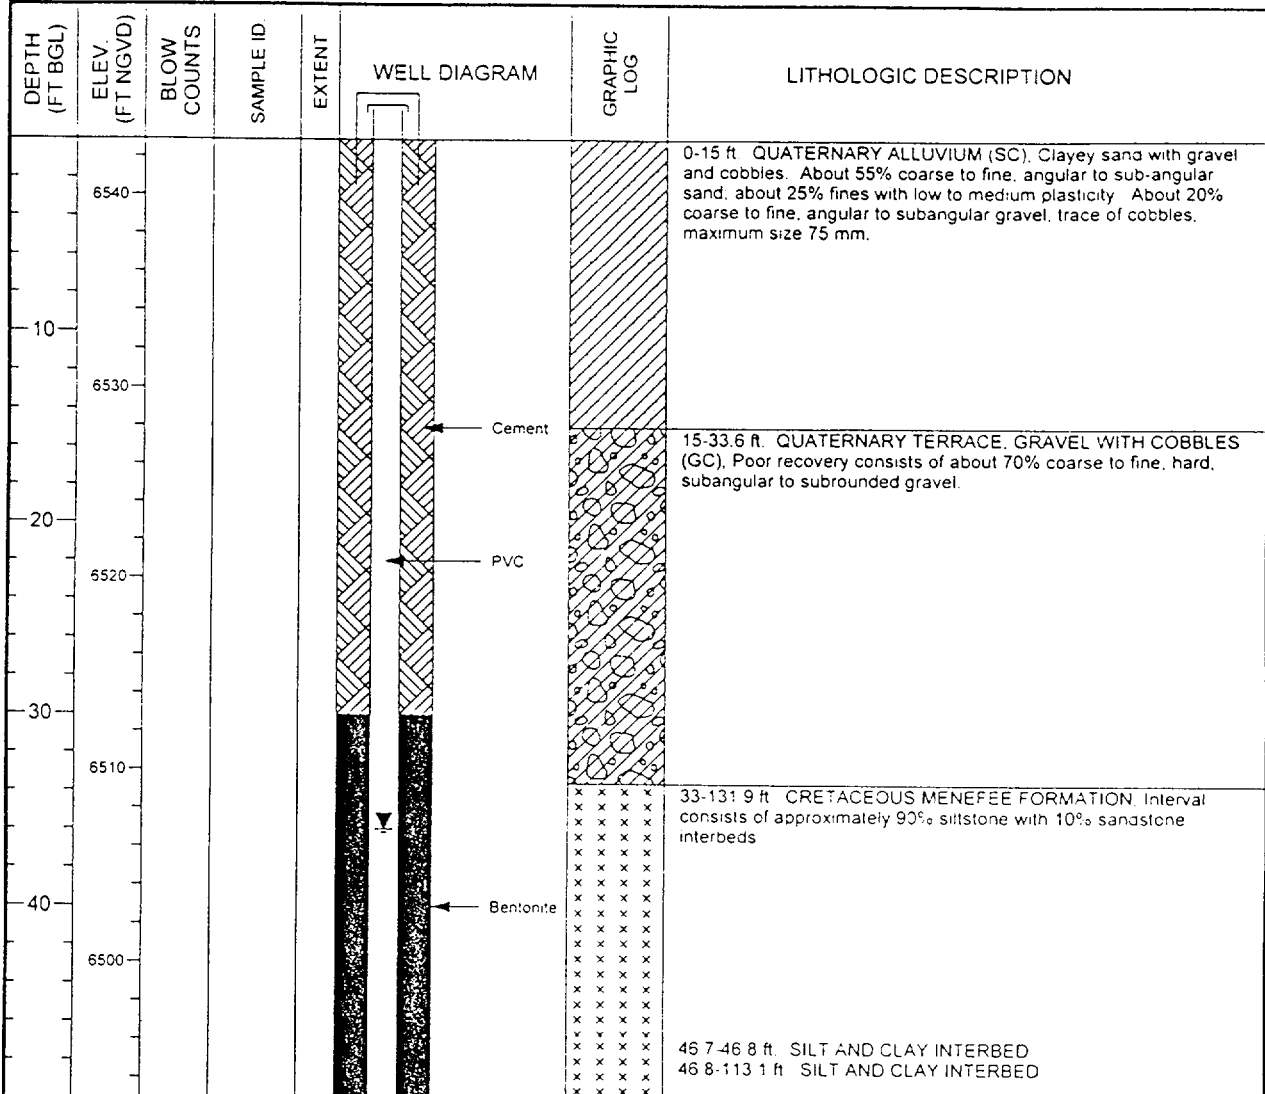 DEPTH
(FT BGL)
ELEV.
(FT NGVD)
BLOW
COUNTS
SAMPLE ID
EXTENT
WELL DIAGRAM
GRAPHIC
LOG
LITHOLOGIC DESCRIPTION
0-15 ft. QUATERNARY ALLUVIUM (SC), Clayey sand with gravel
and cobbles. About 55% coarse to fine, angular to sub-angular
sand, about 25% fines with low to medium plasticity About 20%
coarse to fine, angular to subangular gravel, trace of cobbles,
maximum size 75 mm.
6540
10
6530
Cement
15-33.6 ft. QUATERNARY TERRACE, GRAVEL WITH COBBLES
(GC), Poor recovery consists of about 70% coarse to fine, hard,
subangular to subrounded gravel.
20
PVC
6520
30
6510
33-131.9 ft. CRETACEOUS MENEFEE FORMATION, Interval
consists of approximately 90% siltstone with 10% sandstone
interbeds
40
Bentonite
6500
46.7-46.8 ft. SILT AND CLAY INTERBED
46.8-113.1 ft SILT AND CLAY INTERBED